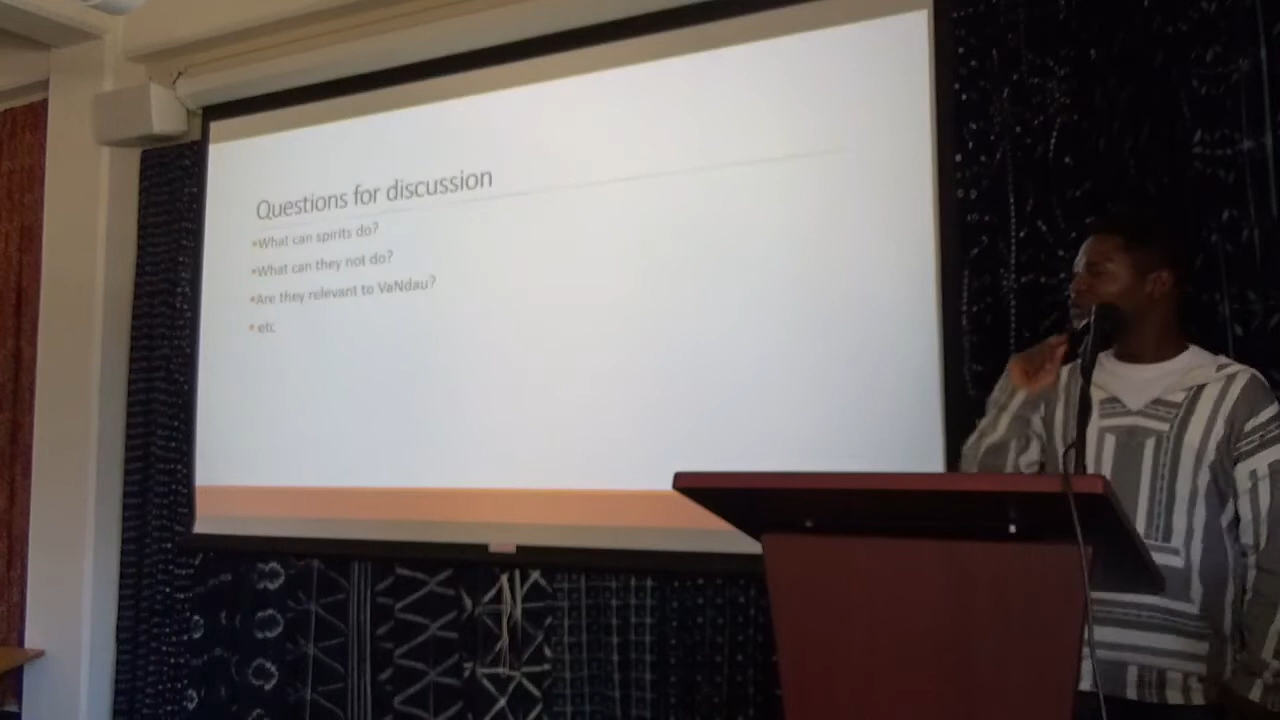 Questions for discussion
▪What can spirits do?
▪What can they not do?
▪Are they relevant to VaNdau?
▪ etc